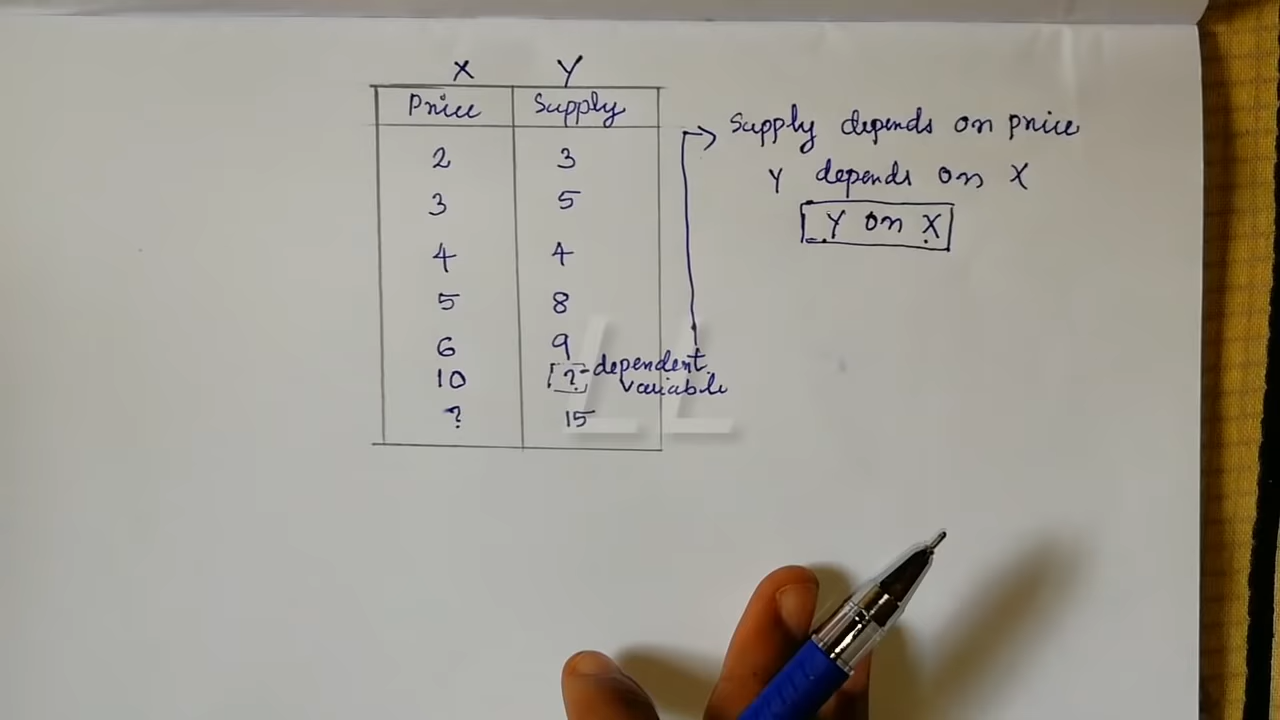 X Y
Price Supply
2 3
3 5
4 4
5 8
6 9
10 ? - dependent variable
? 15
Supply depends on price
Y depends on X
Y on X
LL